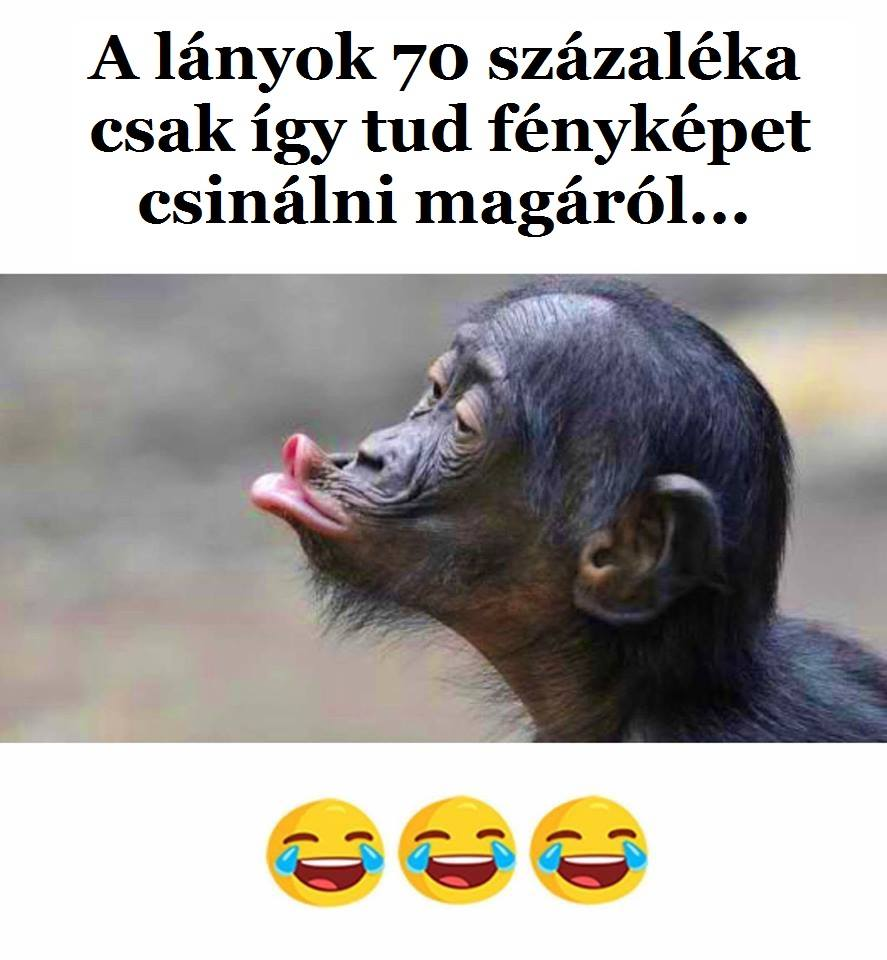 A lányok 70 százaléka
csak így tud fényképet
csinálni magáról...